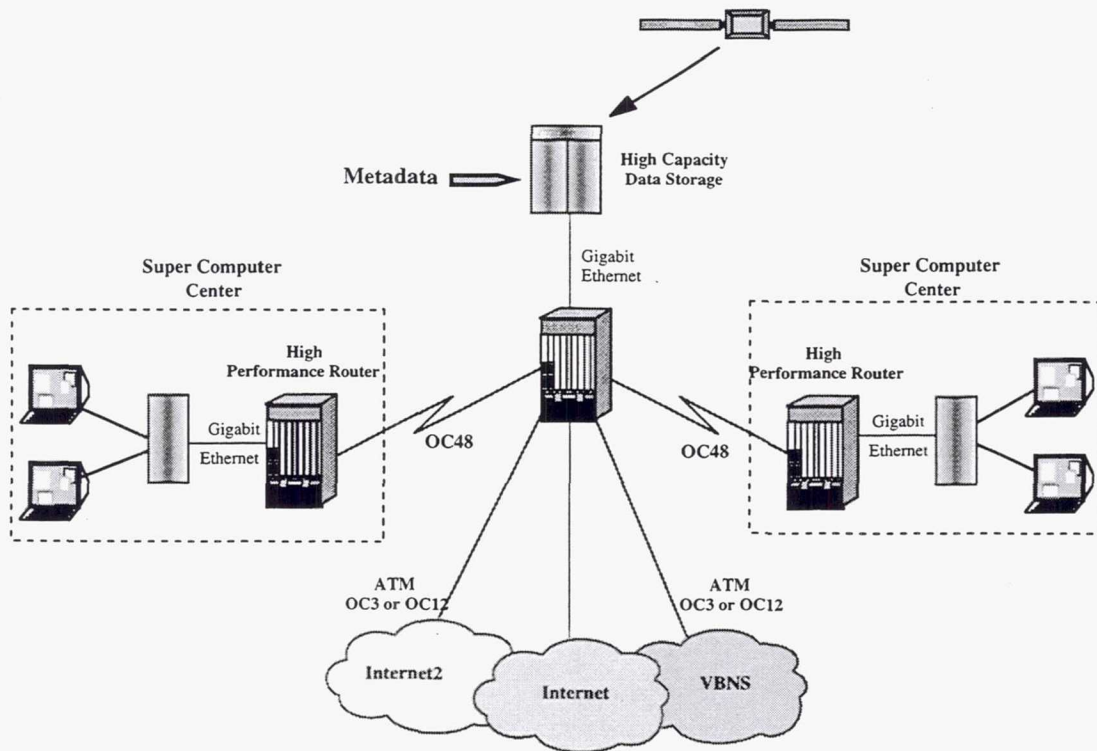 High Capacity
Data Storage
Metadata
Gigabit
Ethernet
Super Computer
Center
Super Computer
Center
High
Performance Router
High
Performance Router
Gigabit
Ethernet
OC48
OC48
Gigabit
Ethernet
ATM
OC3 or OC12
ATM
OC3 or OC12
Internet2
Internet
VBNS